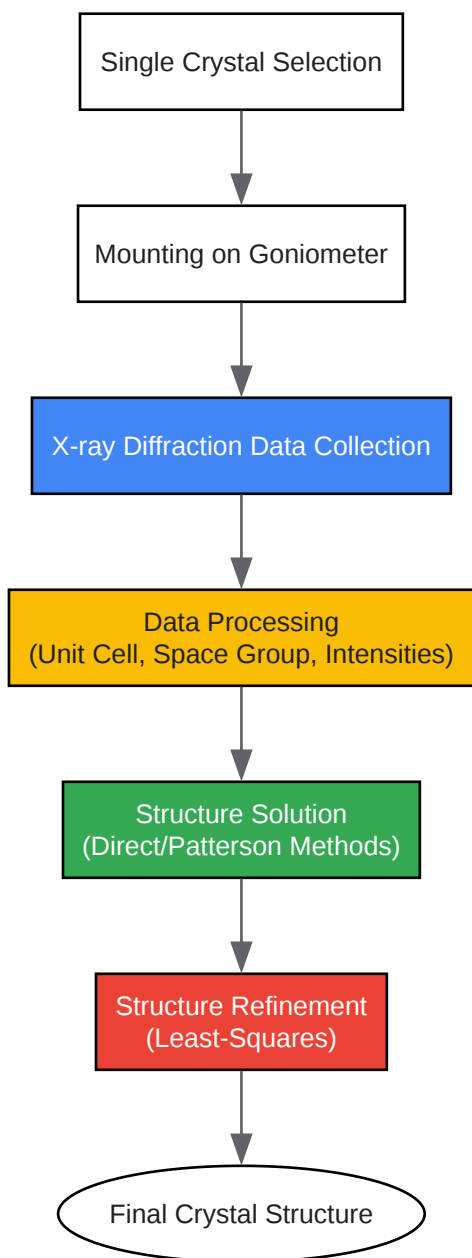 Single Crystal Selection
Mounting on Goniometer
X-ray Diffraction Data Collection
Data Processing
(Unit Cell, Space Group, Intensities)
Structure Solution
(Direct/Patterson Methods)
Structure Refinement
(Least-Squares)
Final Crystal Structure